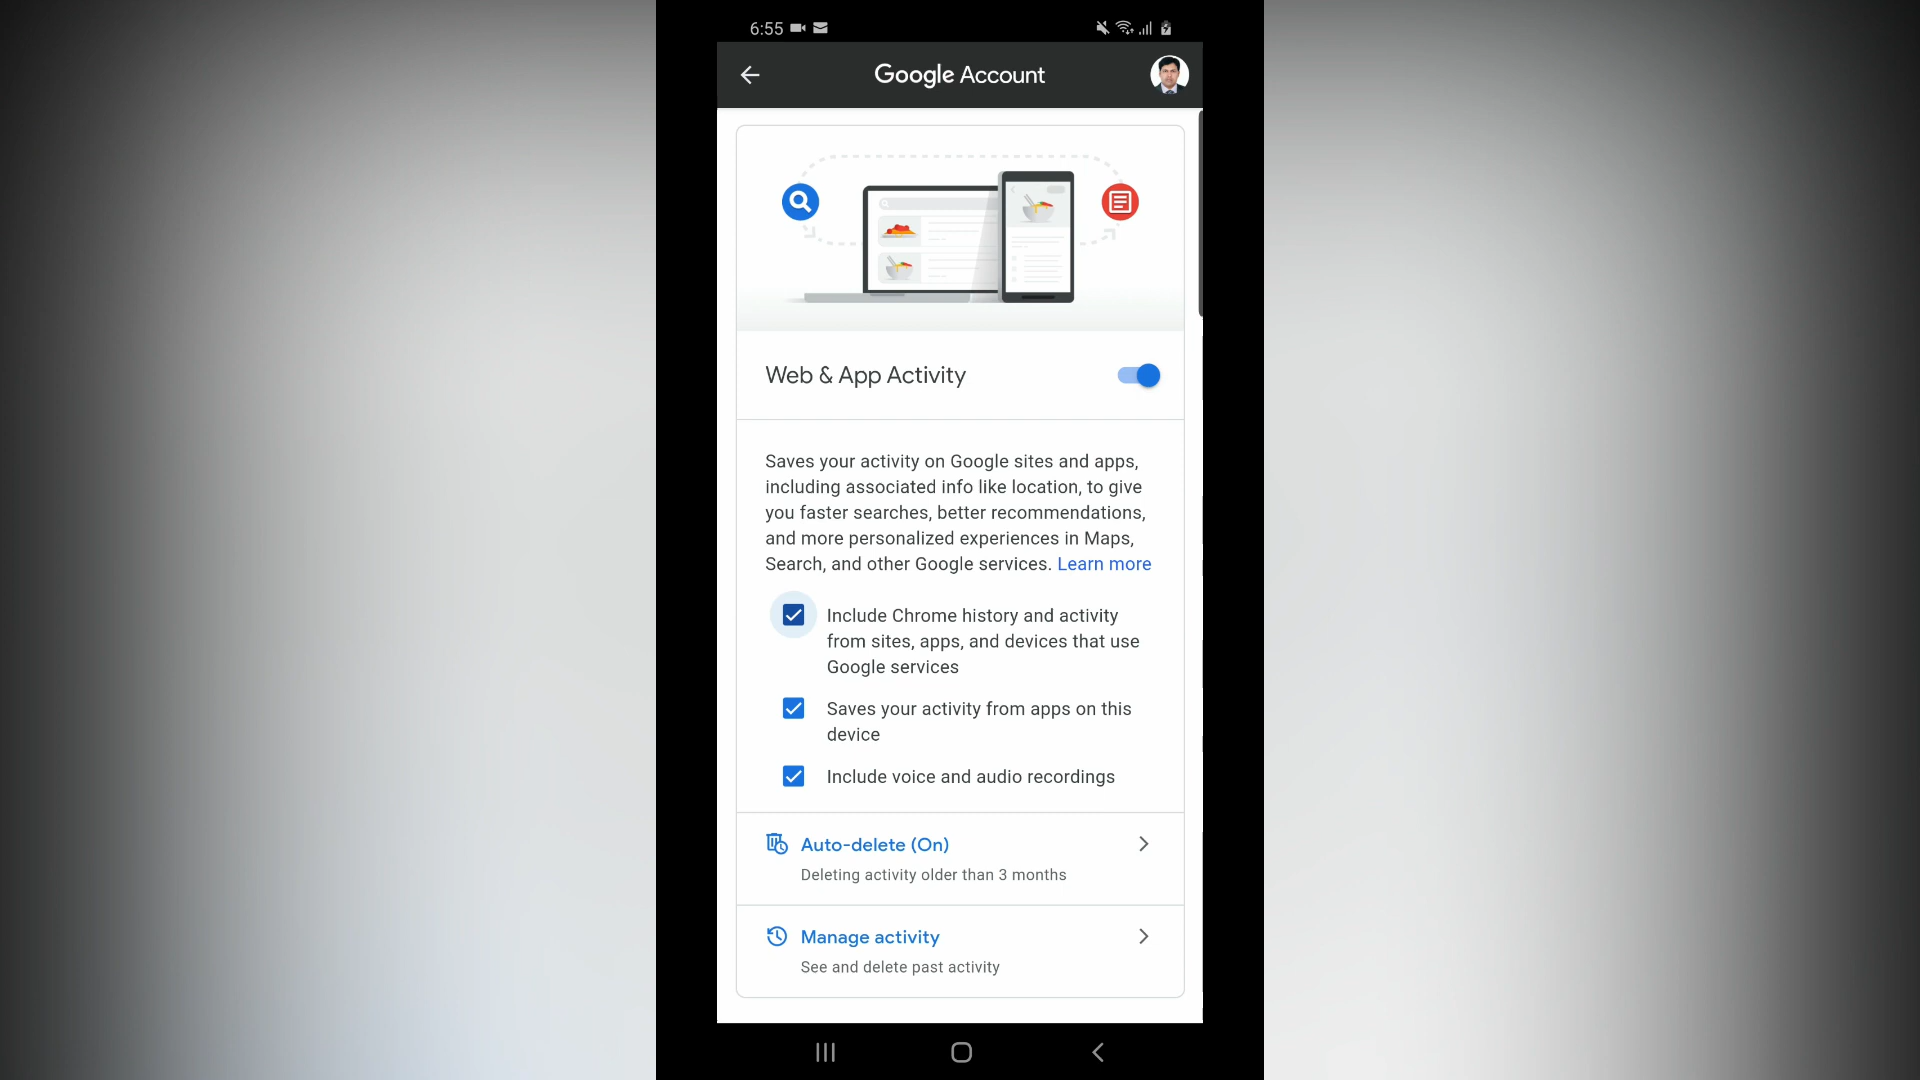 6:55
Google Account
Web & App Activity
Saves your activity on Google sites and apps,
including associated info like location, to give
you faster searches, better recommendations,
and more personalized experiences in Maps,
Search, and other Google services. Learn more
Include Chrome history and activity
from sites, apps, and devices that use
Google services
Saves your activity from apps on this
device
Include voice and audio recordings
Auto-delete (On)
Deleting activity older than 3 months
Manage activity
See and delete past activity